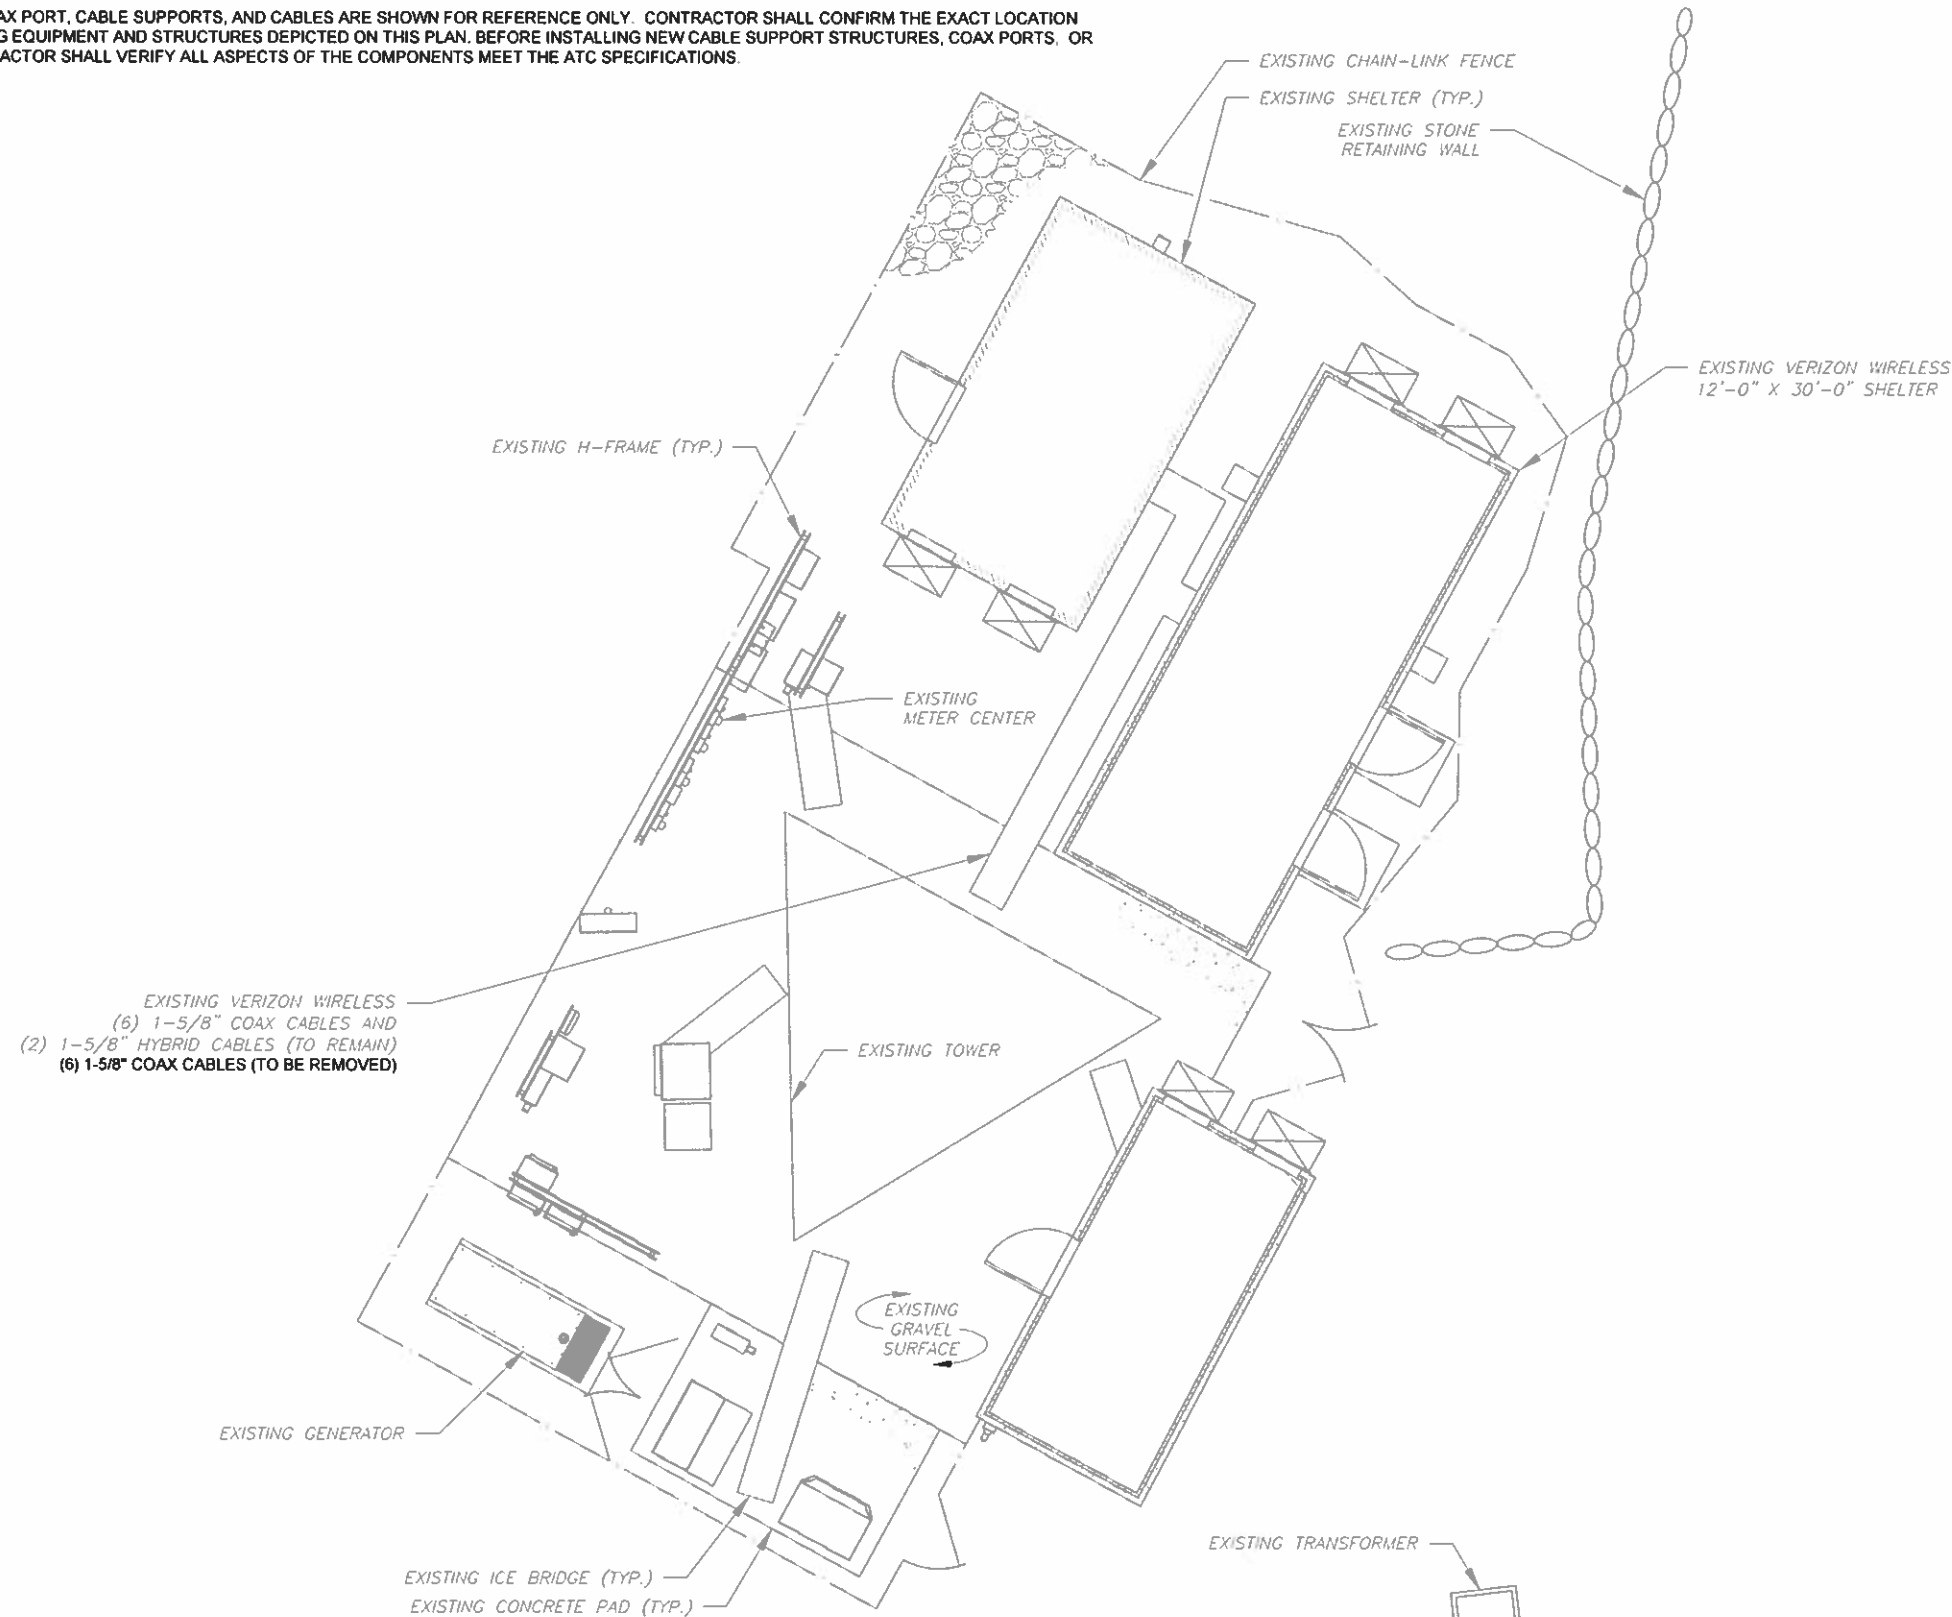 AX PORT, CABLE SUPPORTS, AND CABLES ARE SHOWN FOR REFERENCE ONLY. CONTRACTOR SHALL CONFIRM THE EXACT LOCATION
G EQUIPMENT AND STRUCTURES DEPICTED ON THIS PLAN. BEFORE INSTALLING NEW CABLE SUPPORT STRUCTURES, COAX PORTS, OR
ACTOR SHALL VERIFY ALL ASPECTS OF THE COMPONENTS MEET THE ATC SPECIFICATIONS.
EXISTING CHAIN-LINK FENCE
EXISTING SHELTER (TYP.)
EXISTING STONE
RETAINING WALL
EXISTING VERIZON WIRELESS
12'-0" X 30'-0" SHELTER
EXISTING H-FRAME (TYP.)
EXISTING
METER CENTER
EXISTING VERIZON WIRELESS
(6) 1-5/8" COAX CABLES AND
(2) 1-5/8" HYBRID CABLES (TO REMAIN)
(6) 1-5/8" COAX CABLES (TO BE REMOVED)
EXISTING TOWER
EXISTING
GRAVEL
SURFACE
EXISTING GENERATOR
EXISTING TRANSFORMER
EXISTING ICE BRIDGE (TYP.)
EXISTING CONCRETE PAD (TYP.)